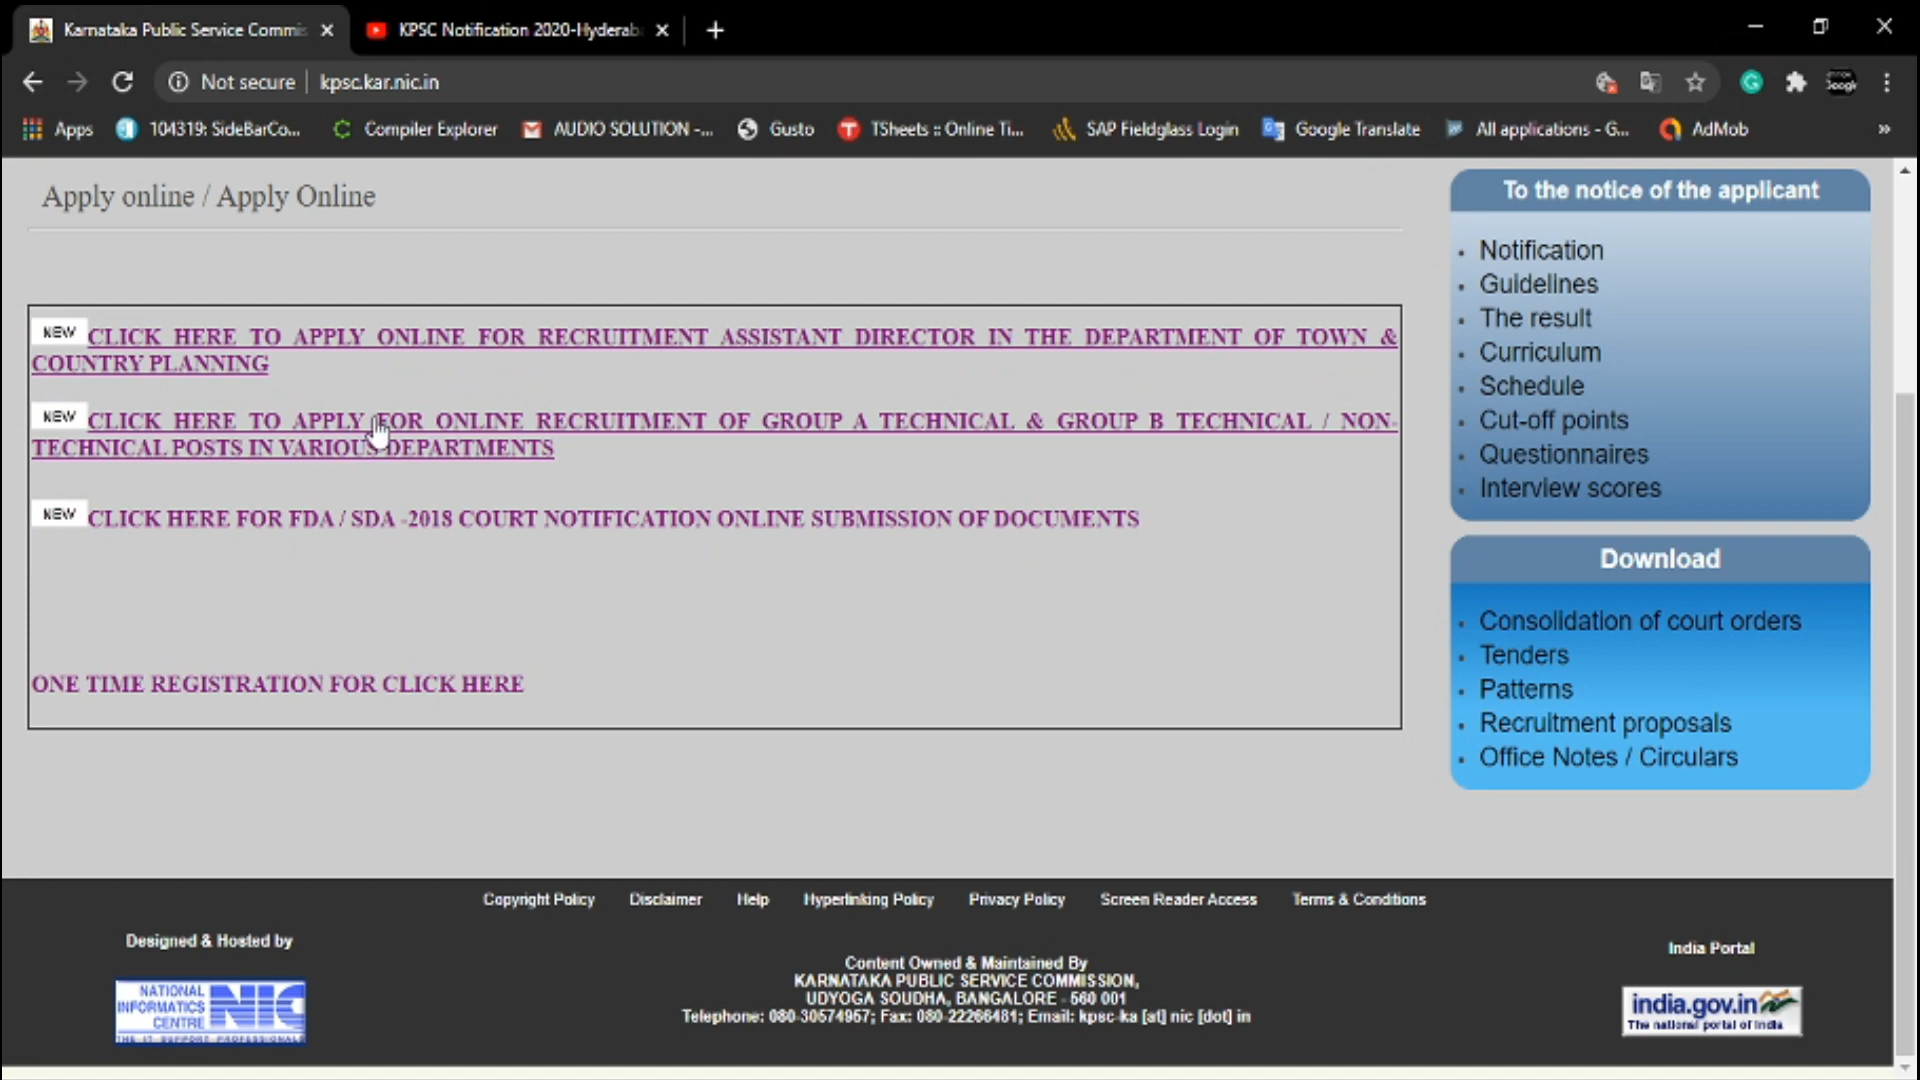 Karnataka Public Service Commis
KPSC Notification 2020-Hyderab
Not secure
kpsc.kar.nic.in
Apps
104319: SideBarCo...
Compiler Explorer
AUDIO SOLUTION -...
Gusto
TSheets :: Online Ti...
SAP Fieldglass Login
Google Translate
All applications - G...
AdMob
»
Apply online / Apply Online
NEW CLICK HERE TO APPLY ONLINE FOR RECRUITMENT ASSISTANT DIRECTOR IN THE DEPARTMENT OF TOWN &
COUNTRY PLANNING
NEW CLICK HERE TO APPLY FOR ONLINE RECRUITMENT OF GROUP A TECHNICAL & GROUP B TECHNICAL / NON-
TECHNICAL POSTS IN VARIOUS DEPARTMENTS
NEW CLICK HERE FOR FDA / SDA -2018 COURT NOTIFICATION ONLINE SUBMISSION OF DOCUMENTS
ONE TIME REGISTRATION FOR CLICK HERE
To the notice of the applicant
Notification
Guidelines
The result
Curriculum
Schedule
Cut-off points
Questionnaires
Interview scores
Download
Consolidation of court orders
Tenders
Patterns
Recruitment proposals
Office Notes / Circulars
Copyright Policy
Disclaimer
Help
Hyperlinking Policy
Privacy Policy
Screen Reader Access
Terms & Conditions
Designed & Hosted by
NATIONAL
INFORMATICS
CENTRE
NIC
THE IT SUPPORT PROFESSIONALS
Content Owned & Maintained By
KARNATAKA PUBLIC SERVICE COMMISSION,
UDYOGA SOUDHA, BANGALORE - 560 001
Telephone: 080-30574957; Fax: 080-22266481; Email: kpsc-ka [at] nic [dot] in
India Portal
india.gov.in
The national portal of India